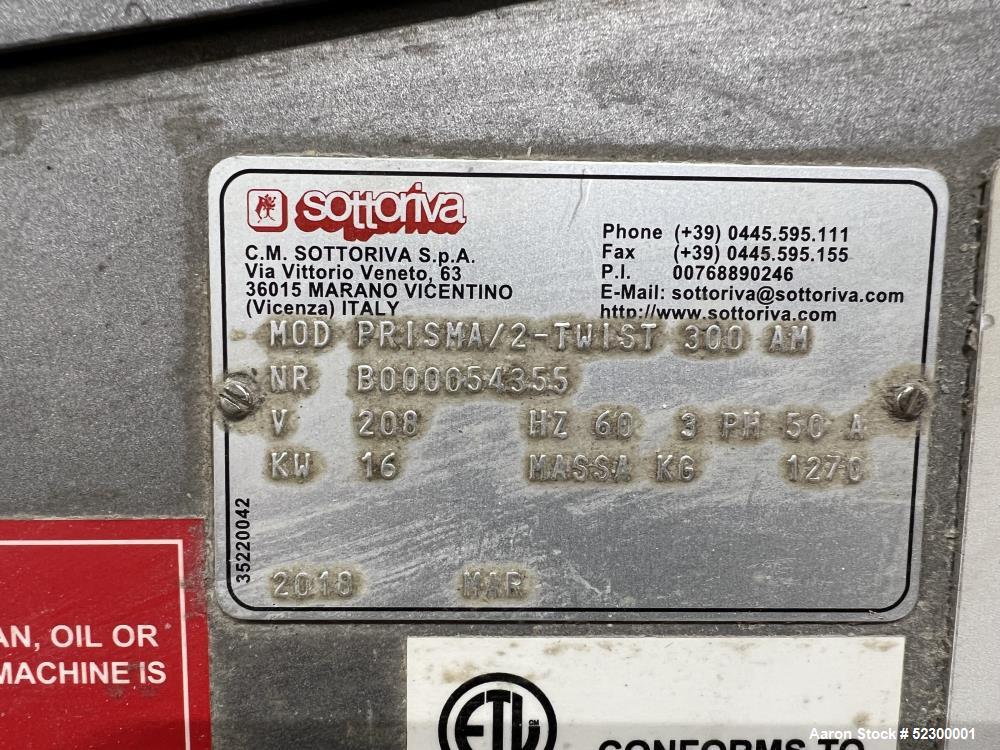 sottoriva
C.M. SOTTORIVA S.p.A.
Via Vittorio Veneto, 63
36015 MARANO VICENTINO
(Vicenza) ITALY
Phone (+39) 0445.595.111
Fax (+39) 0445.595.155
P.I. 00768890246
E-Mail: sottoriva@sottoriva.com
http://www.sottoriva.com
MOD PRISMA/2-TWIST 300 AM
NR B000054355
V 208 HZ 60 3 PH 50 A
KW 16 MASSA KG 1270
35220042
2018 MAR
AN, OIL OR
MACHINE IS
ETL CM
CONFORMS TO
Aaron Stock # 52300001